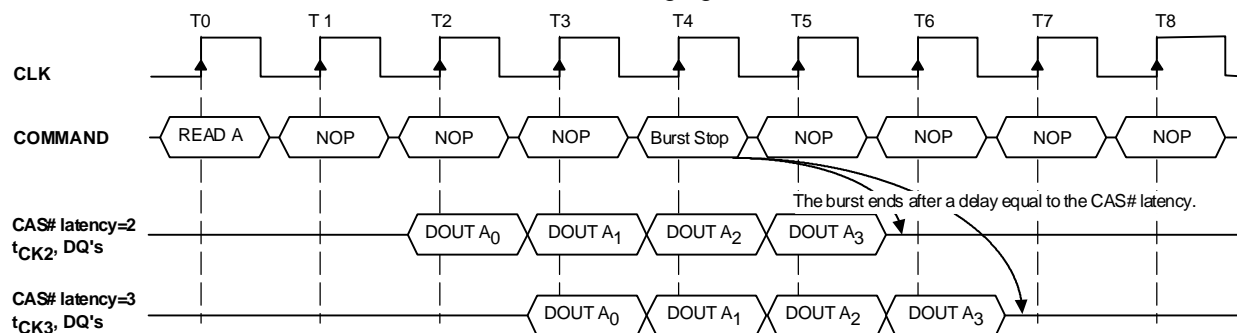 T0 T 1 T2 T3 T4 T5 T6 T7 T8
CLK
COMMAND READ A NOP NOP NOP Burst Stop NOP NOP NOP NOP
The burst ends after a delay equal to the CAS# latency.
CAS# latency=2
tCK2, DQ's DOUT A0 DOUT A1 DOUT A2 DOUT A3
CAS# latency=3
tCK3, DQ's DOUT A0 DOUT A1 DOUT A2 DOUT A3